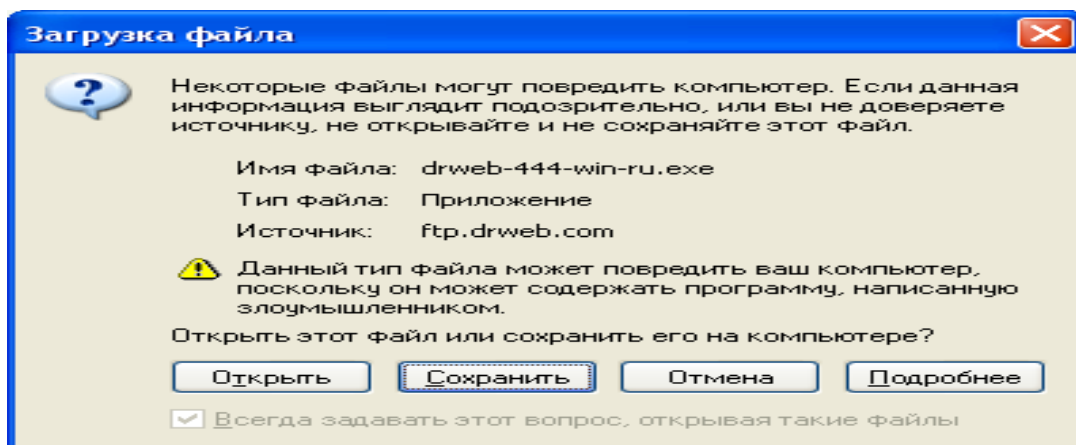 Загрузка файла
Некоторые файлы могут повредить компьютер. Если данная
информация выглядит подозрительно, или вы не доверяете
источнику, не открывайте и не сохраняйте этот файл.
Имя файла: drweb-444-win-ru.exe
Тип файла: Приложение
Источник: ftp.drweb.com
Данный тип файла может повредить ваш компьютер,
поскольку он может содержать программу, написанную
злоумышленником.
Открыть этот файл или сохранить его на компьютере?
Открыть Сохранить Отмена Подробнее
Всегда задавать этот вопрос, открывая такие файлы